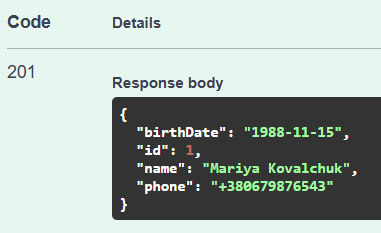 Code Details
201
Response body
{
  "birthDate": "1988-11-15",
  "id": 1,
  "name": "Mariya Kovalchuk",
  "phone": "+380679876543"
}